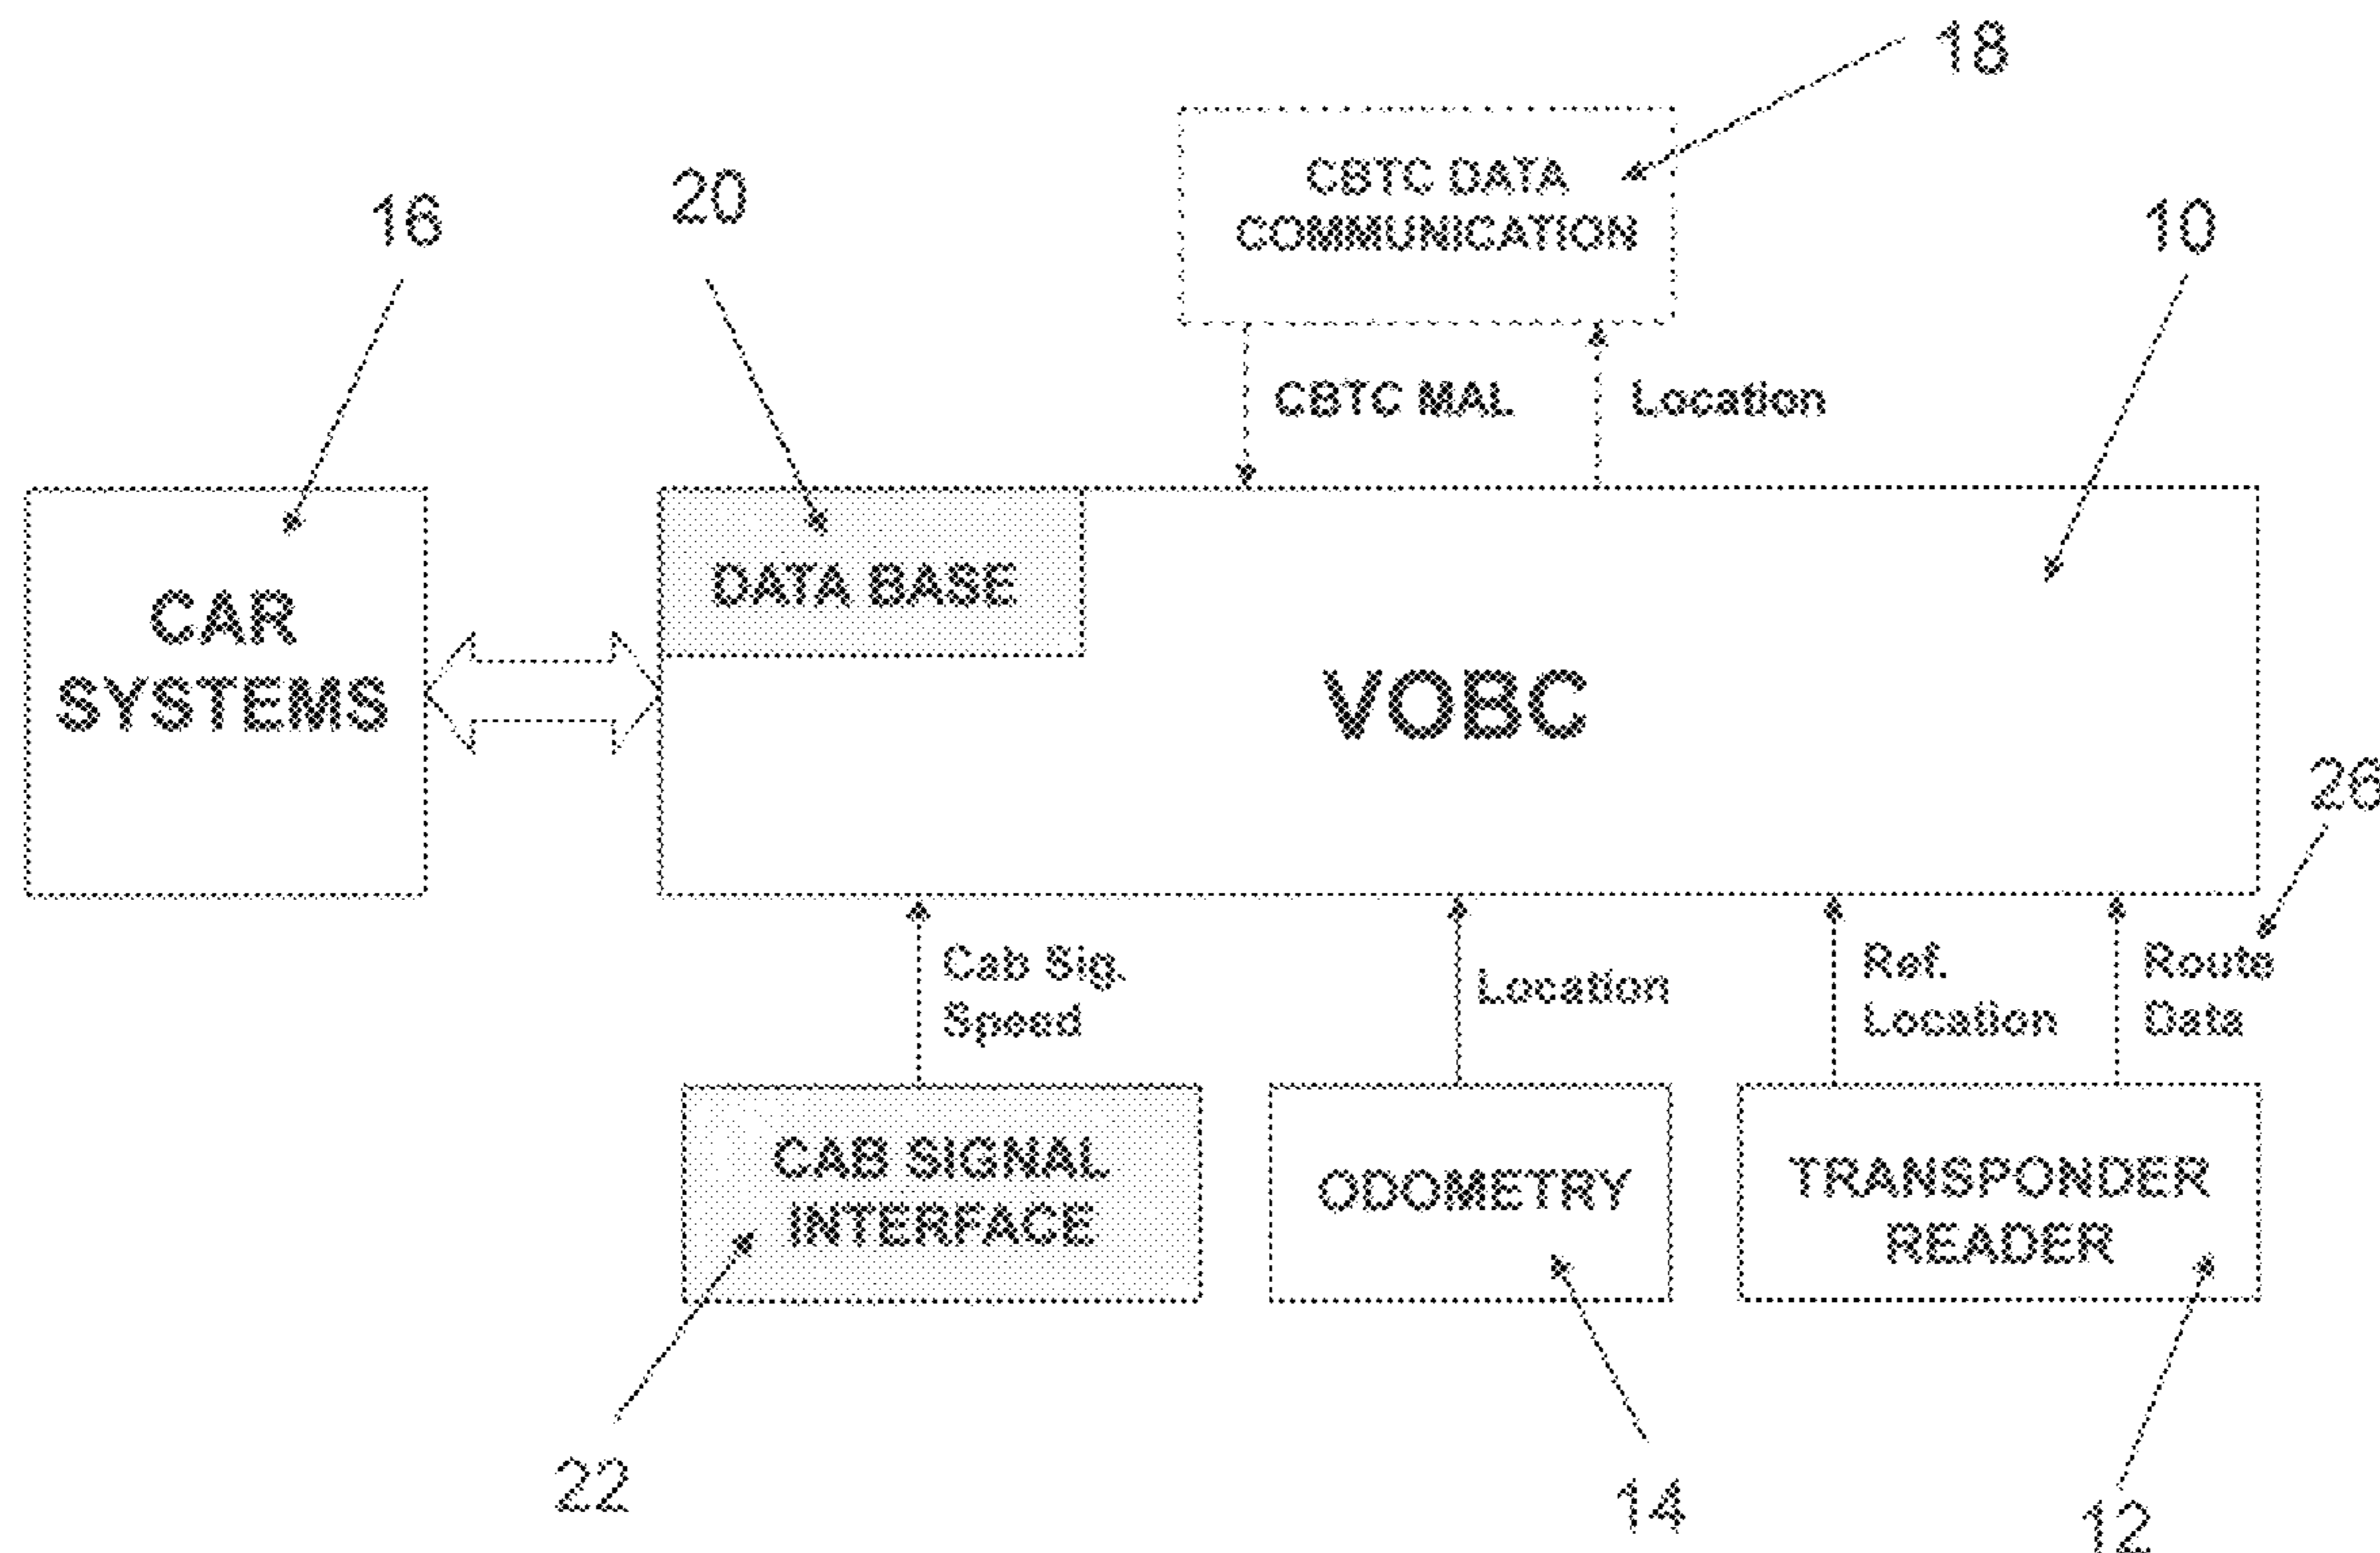 18
CBTC DATA
COMMUNICATION
16
20
10
CBTC MAL
Location
DATA BASE
CAR
SYSTEMS
VOBC
26
Cab Sig.
Speed
Location
Ref.
Location
Route
Data
CAB SIGNAL
INTERFACE
ODOMETRY
TRANSPONDER
READER
22
14
12